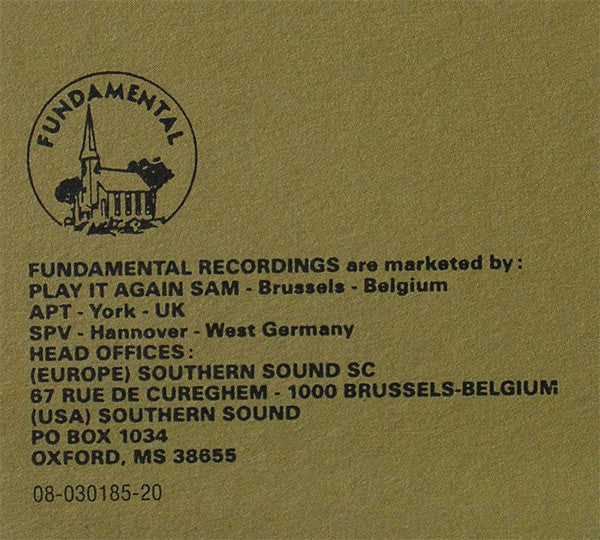 FUNDAMENTAL
FUNDAMENTAL RECORDINGS are marketed by:
PLAY IT AGAIN SAM - Brussels - Belgium
APT - York - UK
SPV - Hannover - West Germany
HEAD OFFICES:
(EUROPE) SOUTHERN SOUND SC
67 RUE DE CUREGHEM - 1000 BRUSSELS-BELGIUM
(USA) SOUTHERN SOUND
PO BOX 1034
OXFORD, MS 38655
08-030185-20